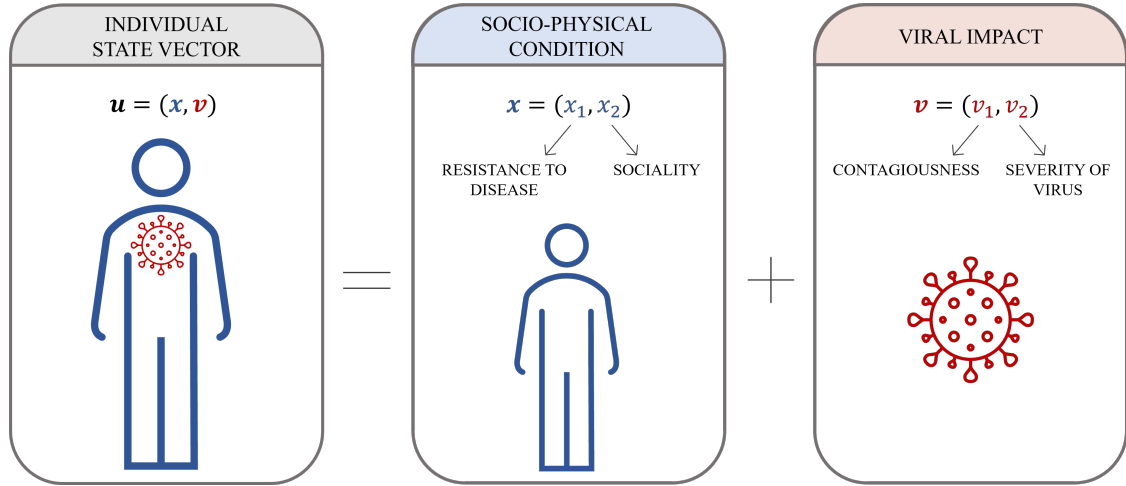 INDIVIDUAL
STATE VECTOR
u = (x, v)
=
SOCIO-PHYSICAL
CONDITION
x = (x₁, x₂)
RESISTANCE TO
DISEASE
SOCIALITY
+
VIRAL IMPACT
v = (v₁, v₂)
CONTAGIOUSNESS
SEVERITY OF
VIRUS